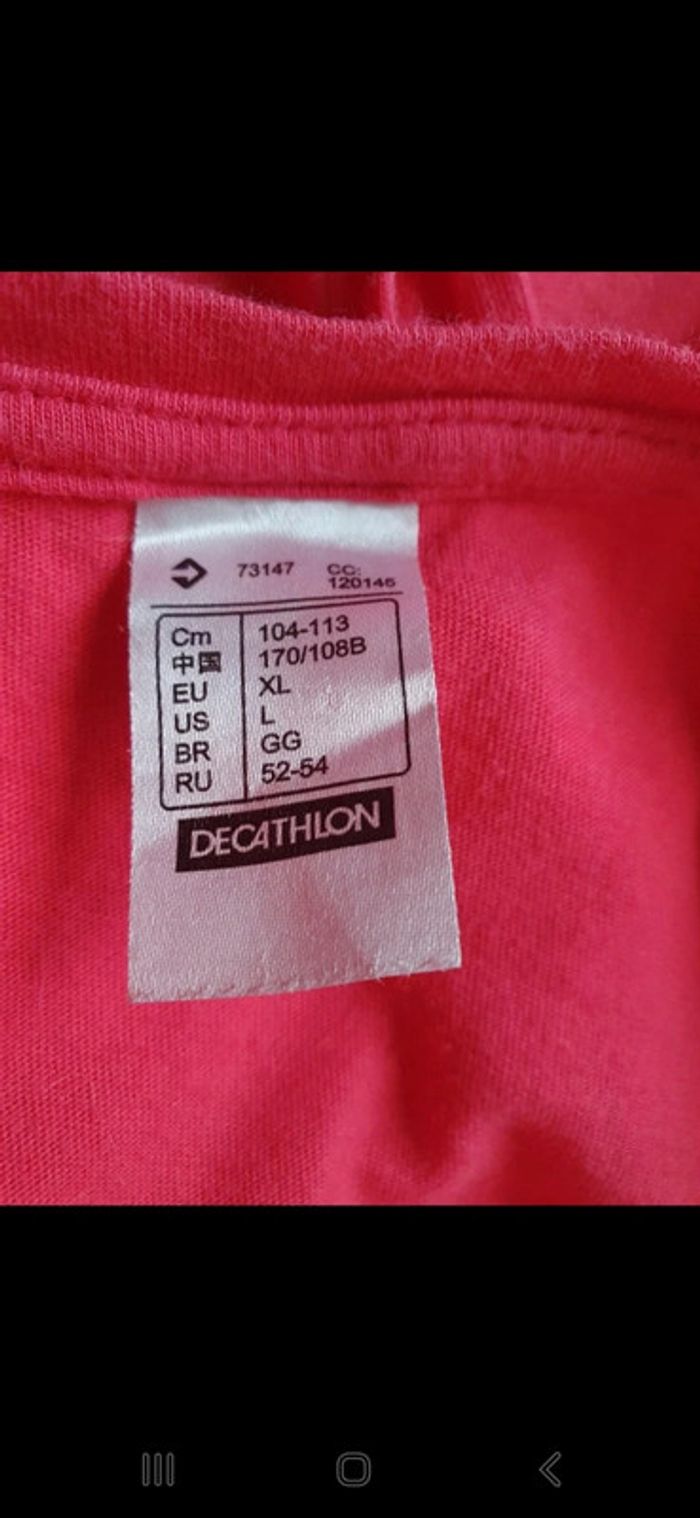 73147 CC:
120146
Cm 104-113
中国 170/108B
EU XL
US L
BR GG
RU 52-54
DECATHLON